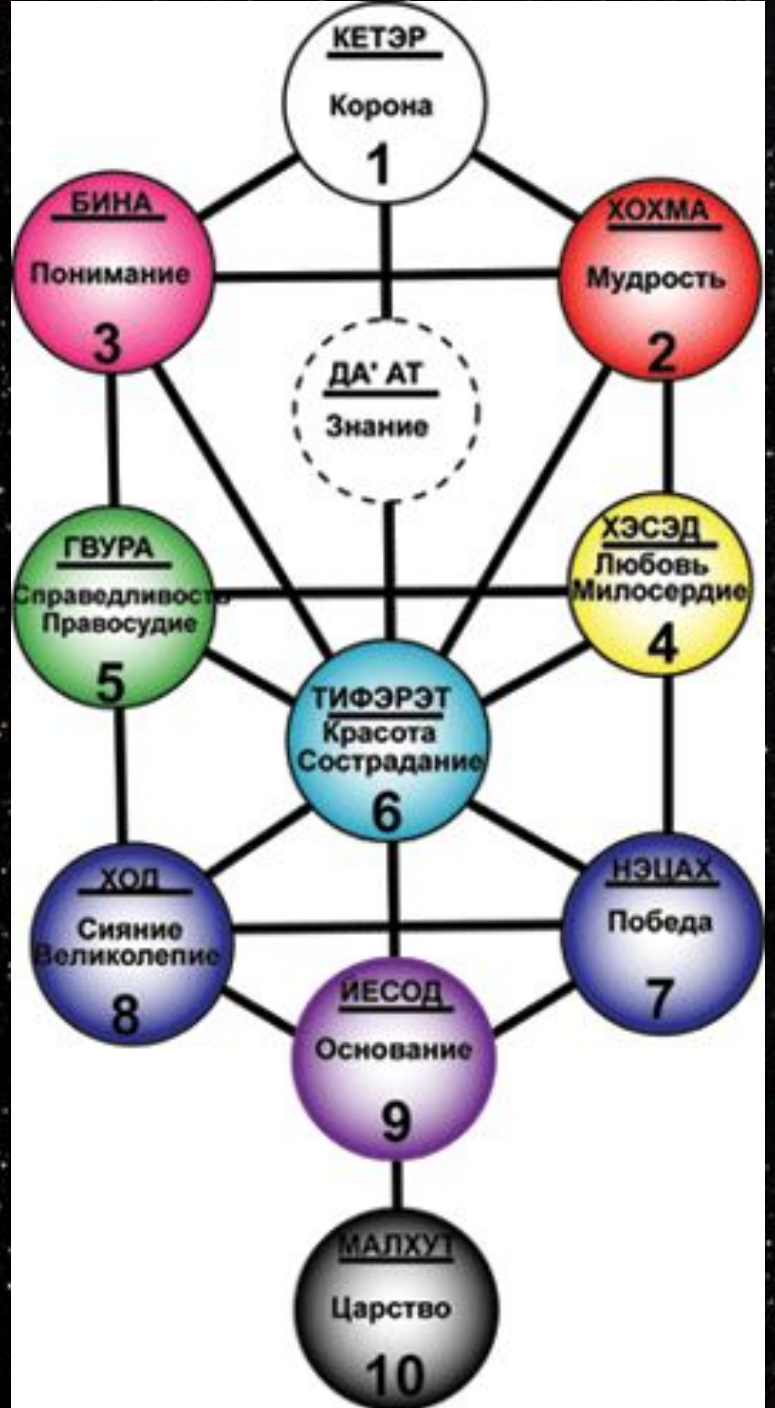 КЕТЭР
Корона
1
БИНА
Понимание
3
ХОХМА
Мудрость
2
ДА' АТ
Знание
ГВУРА
Справедливость
Правосудие
5
ХЭСЭД
Любовь
Милосердие
4
ТИФЭРЭТ
Красота
Сострадание
6
ХОД
Сияние
Великолепие
8
НЭЦАХ
Победа
7
ИЕСОД
Основание
9
МАЛХУТ
Царство
10